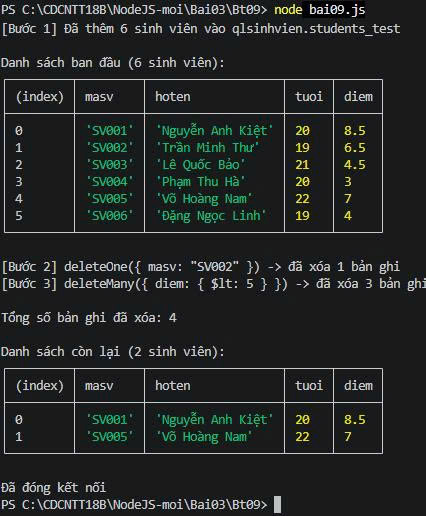 PS C:\CDCNTT18B\NodeJS-moi\Bai03\Bt09> node bai09.js
[Bước 1] Đã thêm 6 sinh viên vào qlsinhvien.students_test
Danh sách ban đầu (6 sinh viên):
(index) masv hoten tuoi diem
0 'SV001' 'Nguyễn Anh Kiệt' 20 8.5
1 'SV002' 'Trần Minh Thư' 19 6.5
2 'SV003' 'Lê Quốc Bảo' 21 4.5
3 'SV004' 'Phạm Thu Hà' 20 3
4 'SV005' 'Võ Hoàng Nam' 22 7
5 'SV006' 'Đặng Ngọc Linh' 19 4
[Bước 2] deleteOne({ masv: "SV002" }) -> đã xóa 1 bản ghi
[Bước 3] deleteMany({ diem: { $lt: 5 } }) -> đã xóa 3 bản ghi
Tổng số bản ghi đã xóa: 4
Danh sách còn lại (2 sinh viên):
(index) masv hoten tuoi diem
0 'SV001' 'Nguyễn Anh Kiệt' 20 8.5
1 'SV005' 'Võ Hoàng Nam' 22 7
Đã đóng kết nối
PS C:\CDCNTT18B\NodeJS-moi\Bai03\Bt09>